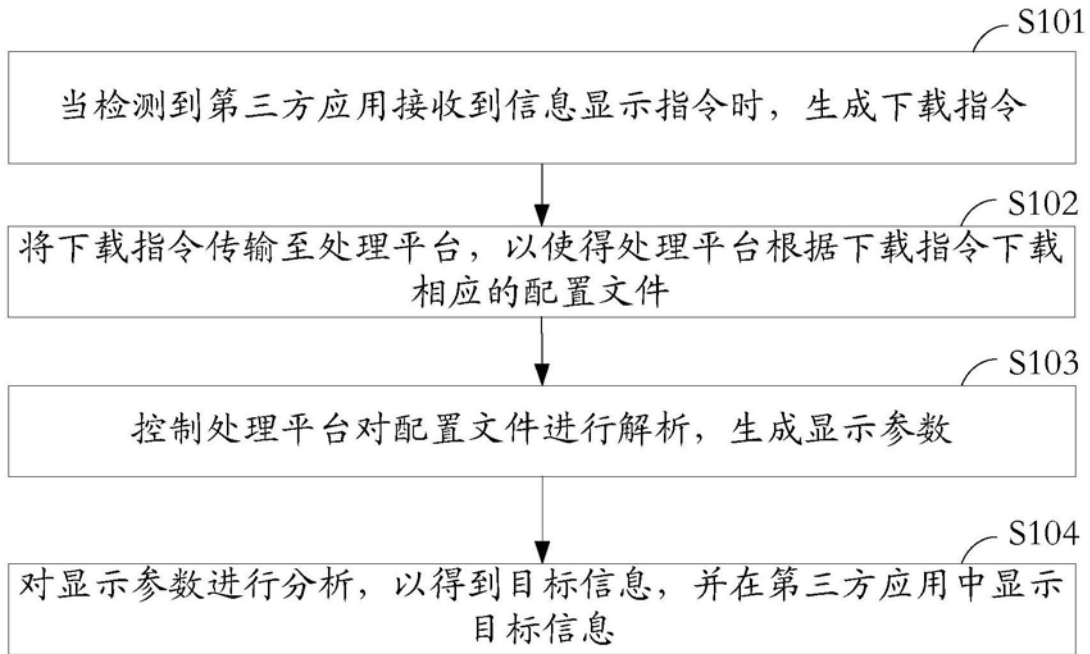 S101
当检测到第三方应用接收到信息显示指令时，生成下载指令
S102
将下载指令传输至处理平台，以使得处理平台根据下载指令下载
相应的配置文件
S103
控制处理平台对配置文件进行解析，生成显示参数
S104
对显示参数进行分析，以得到目标信息，并在第三方应用中显示
目标信息